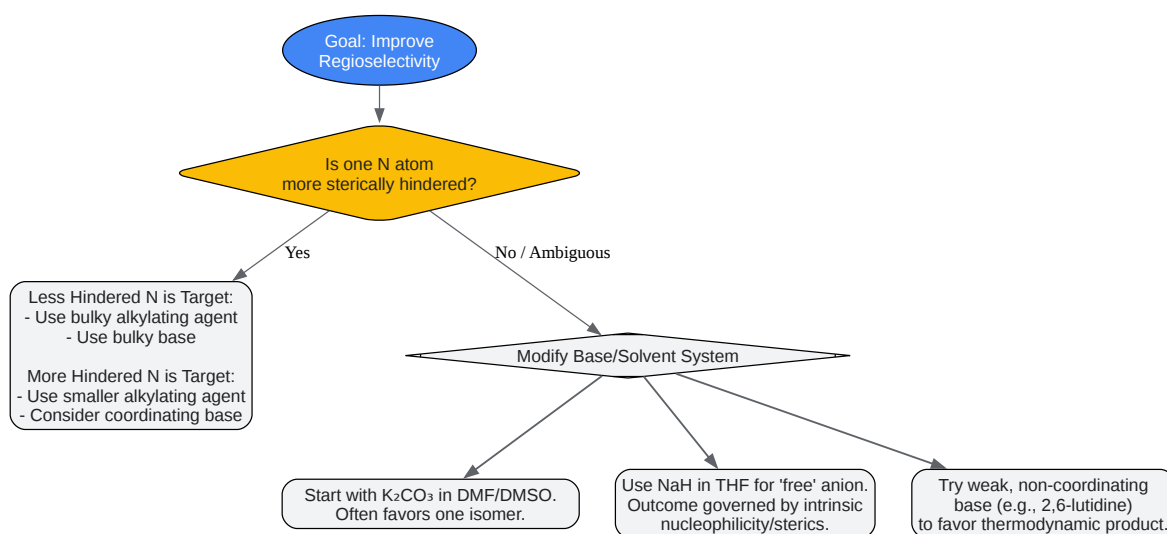 Goal: Improve
Regioselectivity
Is one N atom
more sterically hindered?
Yes
No / Ambiguous
Less Hindered N is Target:
- Use bulky alkylating agent
- Use bulky base
More Hindered N is Target:
- Use smaller alkylating agent
- Consider coordinating base
Modify Base/Solvent System
Start with K₂CO₃ in DMF/DMSO.
Often favors one isomer.
Use NaH in THF for 'free' anion.
Outcome governed by intrinsic
nucleophilicity/sterics.
Try weak, non-coordinating
base (e.g., 2,6-lutidine)
to favor thermodynamic product.